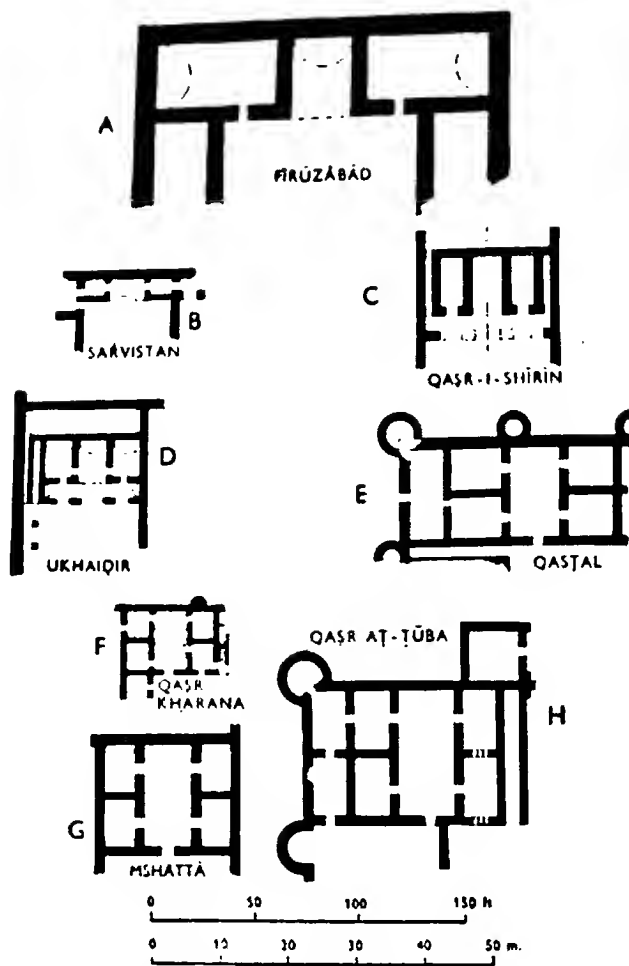 A
FĪRŪZĀBĀD
B
SARVISTAN
C
QAṢR-I-SHĪRĪN
D
UKHAIḌIR
E
QASṬAL
F
QAṢR
KHARANA
QAṢR AṬ-ṬŪBA
H
G
MSHATTĀ
0 50 100 150 ft
0 10 20 30 40 50 m.